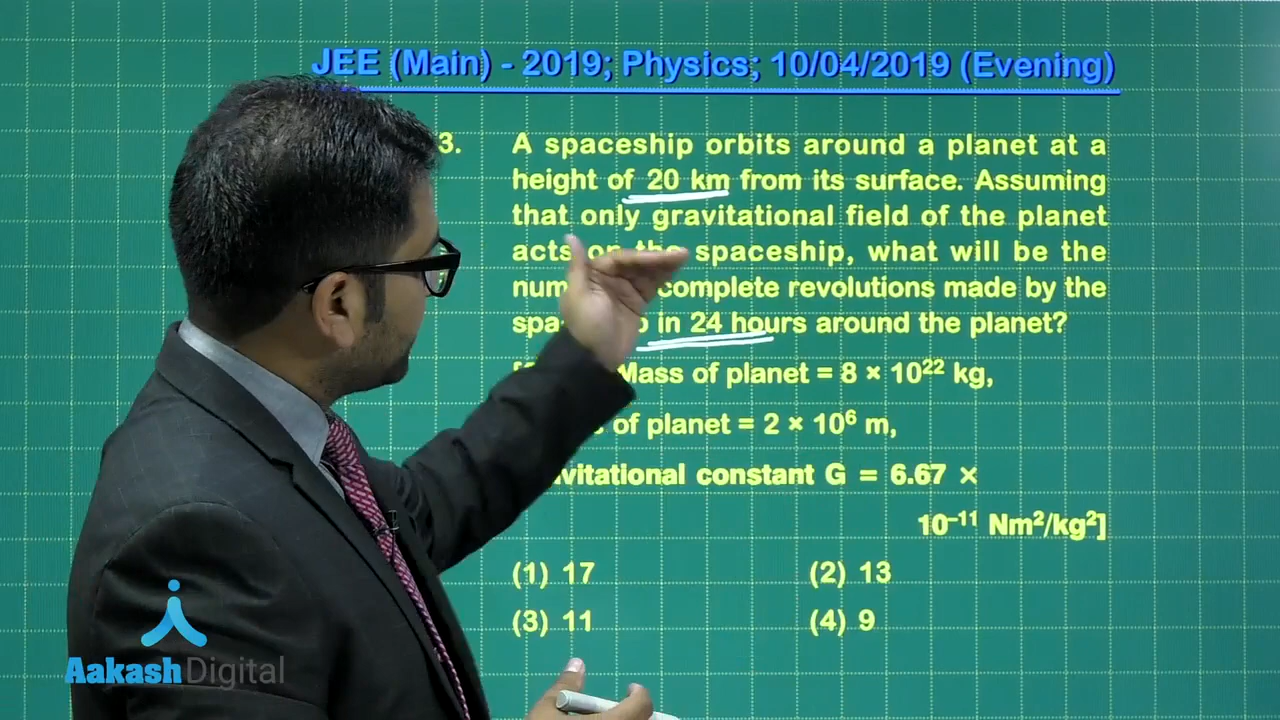 JEE (Main) - 2019; Physics; 10/04/2019 (Evening)
3. A spaceship orbits around a planet at a
height of 20 km from its surface. Assuming
that only gravitational field of the planet
acts on the spaceship, what will be the
complete revolutions made by the
in 24 hours around the planet?
Mass of planet = 8 × 10²² kg,
of planet = 2 × 10⁶ m,
constant G = 6.67 ×
10⁻¹¹ Nm²/kg²]
(1) 17 (2) 13
(3) 11 (4) 9
Aakash Digital